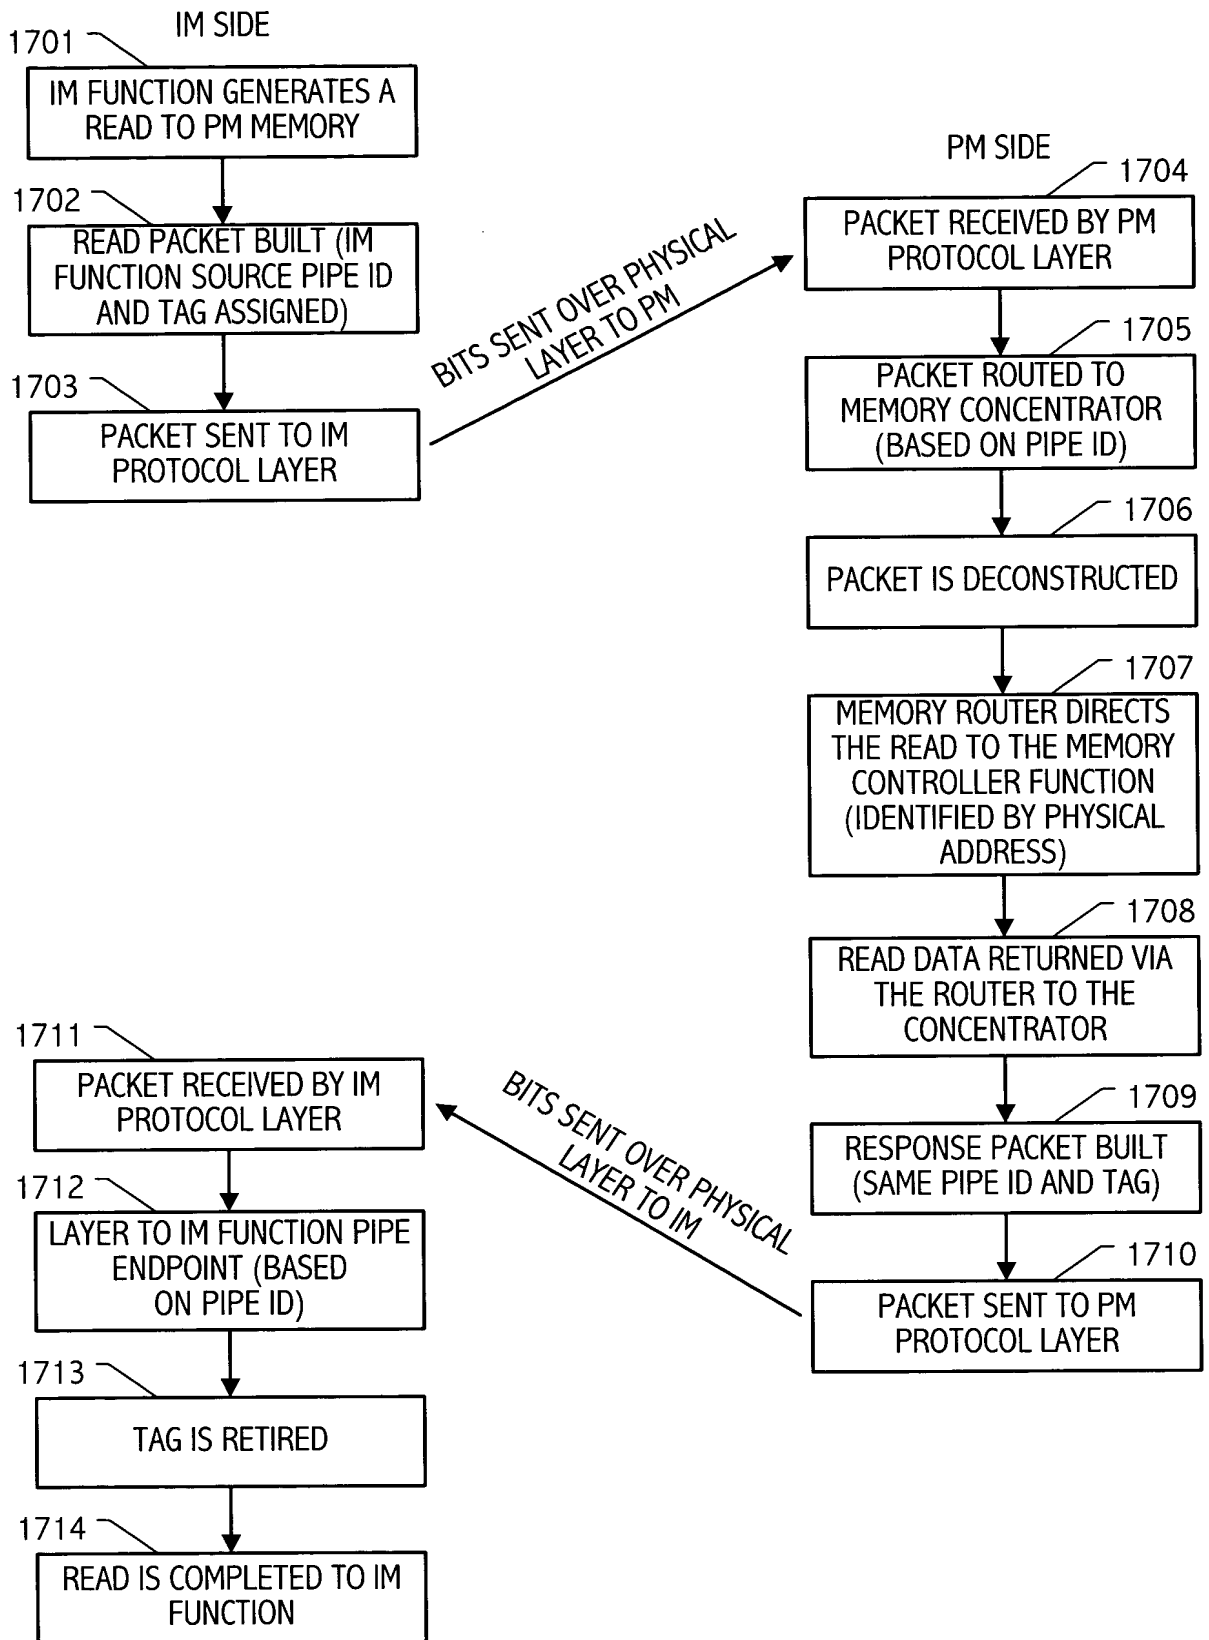 IM SIDE
1701
IM FUNCTION GENERATES A
READ TO PM MEMORY
1702
READ PACKET BUILT (IM
FUNCTION SOURCE PIPE ID
AND TAG ASSIGNED)
1703
PACKET SENT TO IM
PROTOCOL LAYER
BITS SENT OVER PHYSICAL
LAYER TO PM
PM SIDE
1704
PACKET RECEIVED BY PM
PROTOCOL LAYER
1705
PACKET ROUTED TO
MEMORY CONCENTRATOR
(BASED ON PIPE ID)
1706
PACKET IS DECONSTRUCTED
1707
MEMORY ROUTER DIRECTS
THE READ TO THE MEMORY
CONTROLLER FUNCTION
(IDENTIFIED BY PHYSICAL
ADDRESS)
1708
READ DATA RETURNED VIA
THE ROUTER TO THE
CONCENTRATOR
1709
RESPONSE PACKET BUILT
(SAME PIPE ID AND TAG)
1710
PACKET SENT TO PM
PROTOCOL LAYER
BITS SENT OVER PHYSICAL
LAYER TO IM
1711
PACKET RECEIVED BY IM
PROTOCOL LAYER
1712
LAYER TO IM FUNCTION PIPE
ENDPOINT (BASED
ON PIPE ID)
1713
TAG IS RETIRED
1714
READ IS COMPLETED TO IM
FUNCTION